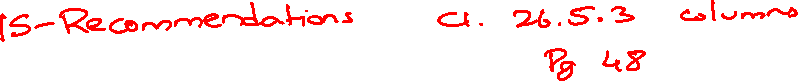 IS-Recommendations Cl. 26.5.3 columns
Pg 48